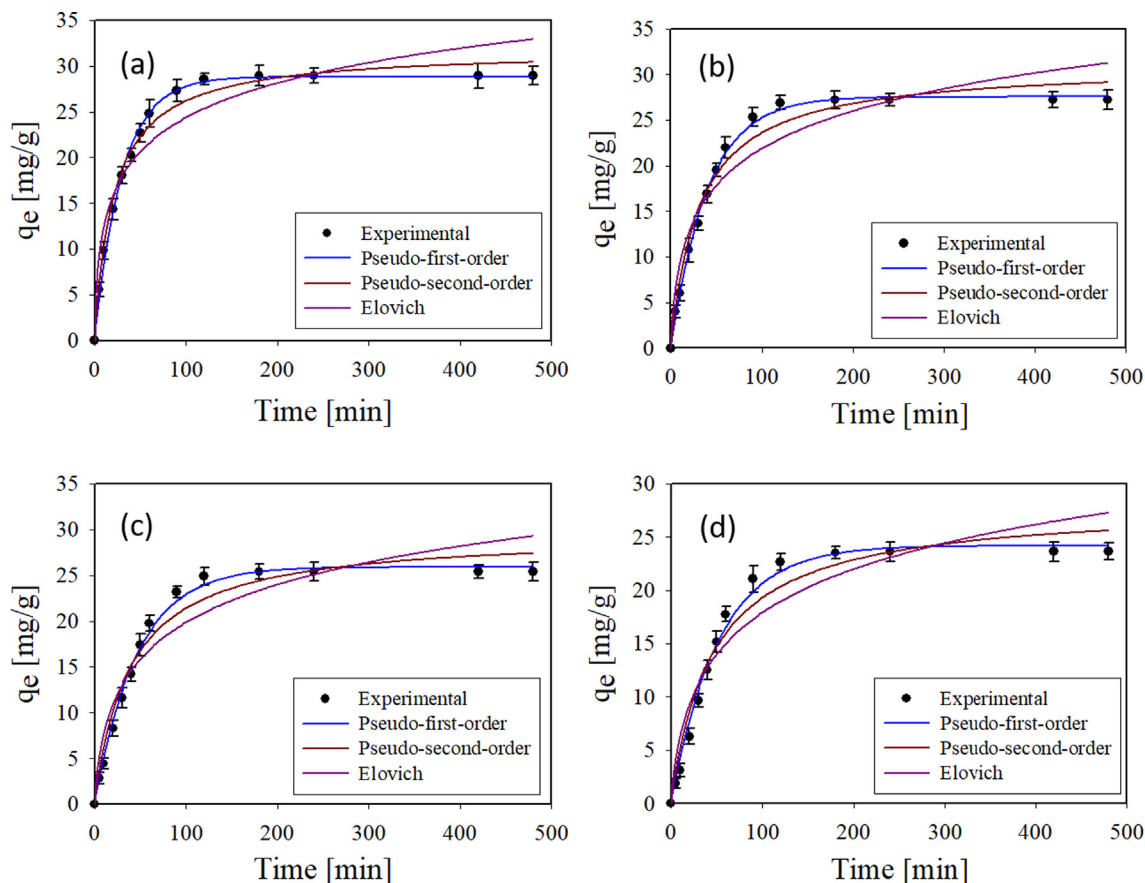 (a)
35
30
25
20
15
10
5
0
qe [mg/g]
Experimental
Pseudo-first-order
Pseudo-second-order
Elovich
0 100 200 300 400 500
Time [min]
(b)
35
30
25
20
15
10
5
0
qe [mg/g]
Experimental
Pseudo-first-order
Pseudo-second-order
Elovich
0 100 200 300 400 500
Time [min]
(c)
35
30
25
20
15
10
5
0
qe [mg/g]
Experimental
Pseudo-first-order
Pseudo-second-order
Elovich
0 100 200 300 400 500
Time [min]
(d)
30
25
20
15
10
5
0
qe [mg/g]
Experimental
Pseudo-first-order
Pseudo-second-order
Elovich
0 100 200 300 400 500
Time [min]